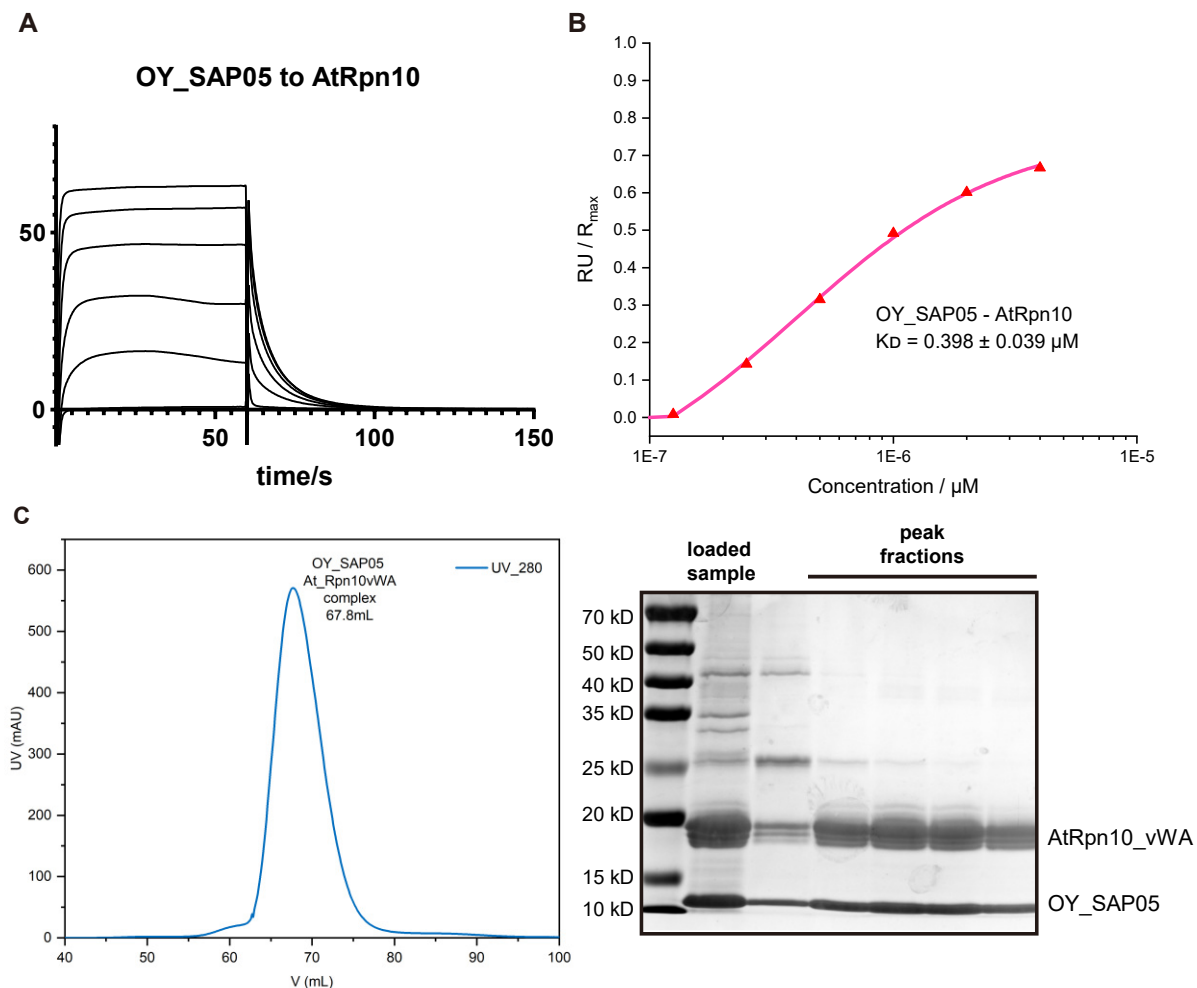 A
OY_SAP05 to AtRpn10
50
0
50
100
150
time/s
B
1.0
0.9
0.8
0.7
0.6
0.5
0.4
0.3
0.2
0.1
0.0
RU / Rmax
OY_SAP05 - AtRpn10
KD = 0.398 ± 0.039 µM
1E-7
1E-6
1E-5
Concentration / µM
C
600
500
400
300
200
100
0
UV (mAU)
OY_SAP05
At_Rpn10vWA
complex
67.8mL
UV_280
40
50
60
70
80
90
100
V (mL)
loaded
sample
peak
fractions
70 kD
50 kD
40 kD
35 kD
25 kD
20 kD
15 kD
10 kD
AtRpn10_vWA
OY_SAP05